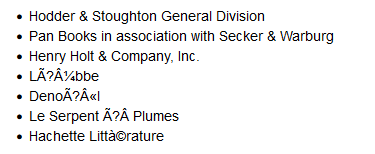 Hodder & Stoughton General Division
Pan Books in association with Secker & Warburg
Henry Holt & Company, Inc.
LÃ?Â¼bbe
DenoÃ?Â«l
Le Serpent Ã?Â Plumes
Hachette Littà©rature